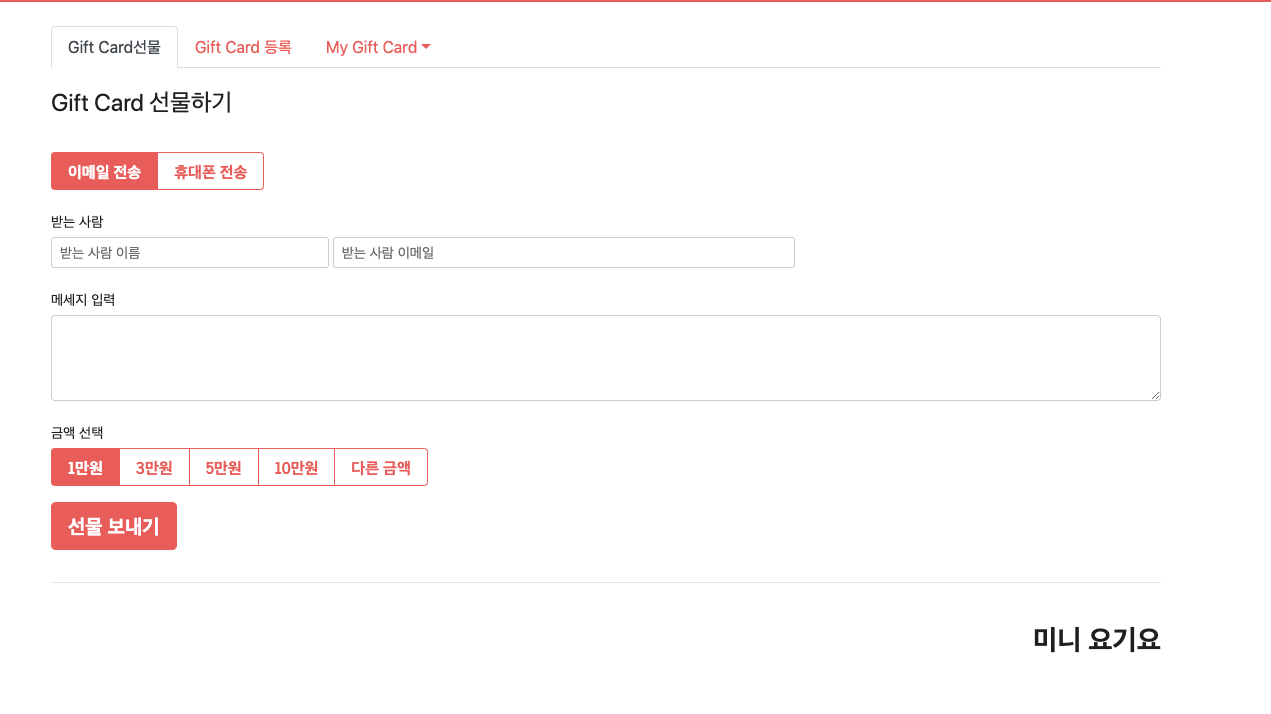 Gift Card선물 Gift Card 등록 My Gift Card
Gift Card 선물하기
이메일 전송 휴대폰 전송
받는 사람
받는 사람 이름 받는 사람 이메일
메세지 입력
금액 선택
1만원 3만원 5만원 10만원 다른 금액
선물 보내기
미니 요기요